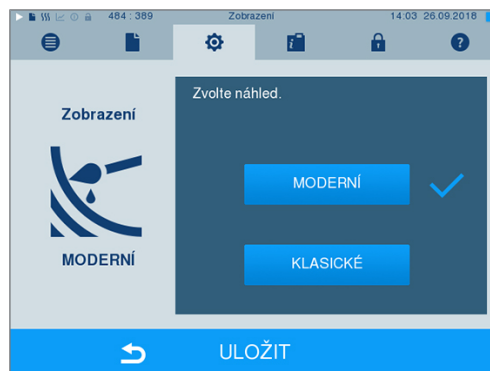 484 : 389 Zobrazení 14:03 26.09.2018
i ?
Zobrazení
Zvolte náhled.
MODERNÍ
MODERNÍ
KLASICKÉ
ULOŽIT